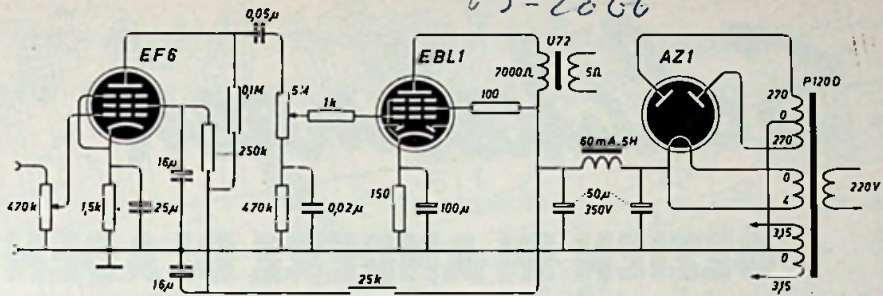 U72
EF6
0,05μ
EBL1
AZ1
P120D
7000Ω
5Ω
270
0
270
0,1M
5M
1k
100
16μ
250k
60mA.5H
0
4
220V
470k
1,5k
25μ
470k
0,02μ
150
100μ
50μ
350V
3,15
0
3,15
16μ
25k